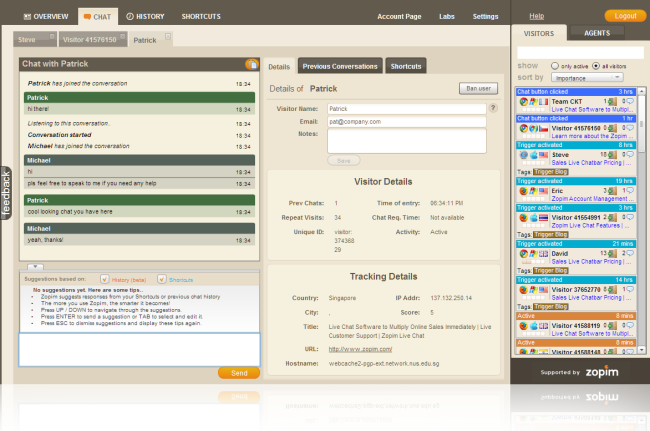 OVERVIEW
CHAT
HISTORY
SHORTCUTS
Account Page
Labs
Settings
Help
Logout
Steve
Visitor 41576150
Patrick
Chat with Patrick
Patrick has joined the conversation 18:34
Patrick
hi there! 18:34
Listening to this conversation. 18:34
Conversation started 18:34
Michael has joined the conversation 18:34
Michael
hi 18:34
pls feel free to speak to me if you need any help 18:34
Patrick
cool looking chat you have here 18:34
Michael
yeah, thanks! 18:34
Suggestions based on: History (beta) Shortcuts
No suggestions yet. Here are some tips..
Zopim suggests responses from your Shortcuts or previous chat history
The more you use Zopim, the smarter it becomes!
Press UP / DOWN to navigate through the suggestions.
Press ENTER to send a suggestion or TAB to select and edit it.
Press ESC to dismiss suggestions and display these tips again.
Send
feedback
Details
Previous Conversations
Shortcuts
Details of Patrick
Ban user
Visitor Name: Patrick
?
Email: pat@company.com
Notes:
Save
Visitor Details
Prev Chats: 1 Time of entry: 06:34:11 PM
Repeat Visits: 34 Chat Req. Time: Not available
Unique ID: visitor: Activity: Active
374368
29
Tracking Details
Country: Singapore IP Addr: 137.132.250.14
City: , Score: 5
Title: Live Chat Software to Multiply Online Sales Immediately | Live
Customer Support | Zopim Live Chat
URL: http://www.zopim.com/
Hostname: webcache2-pgp-ext.network.nus.edu.sg
VISITORS
AGENTS
show only active all visitors
sort by Importance
Chat button clicked 3 hrs
Team CKT 1 0
Live Chat Software to Multipl...
Chat button clicked 1 hr
Visitor 41576150 0 0
Learn more about the Zopim ...
Trigger activated 8 hrs
Steve 18 0
Sales Live Chatbar Pricing | ...
Tags: Trigger Blog
Trigger activated 19 hrs
Eric 3 1
Zopim Account Management ...
Trigger activated 3 hrs
Visitor 41554991 2 0
Zopim Live Chat Features | ...
Tags: Trigger Blog
Trigger activated 21 mins
David 12 2
Sales Live Chatbar Pricing | ...
Trigger activated 14 hrs
Visitor 37652770 8 1
Sales Live Chatbar Pricing | ...
Tags: Trigger Blog
Active 0 mins
Visitor 41588119 0 0
Live Chat Software to Multipl...
Active 8 mins
Visitor 41588148
Supported by zopim